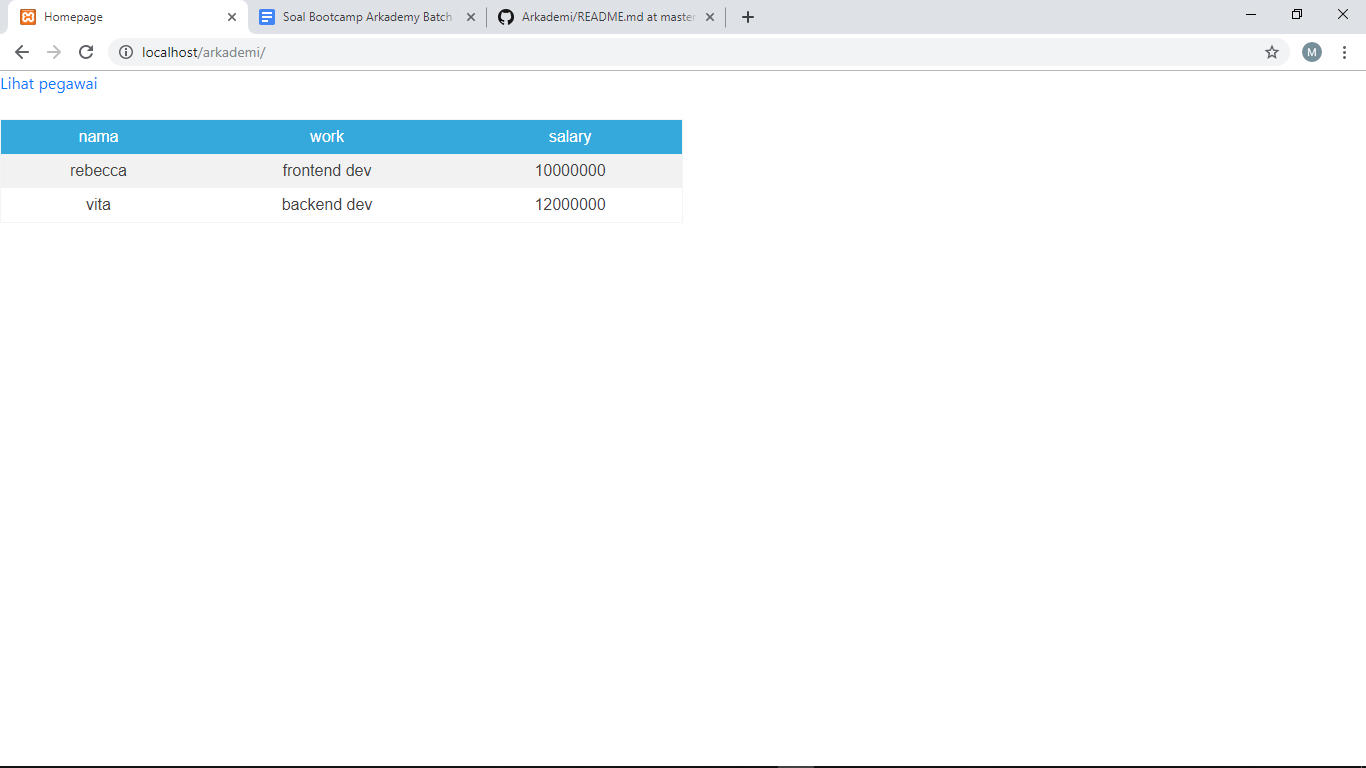 Homepage Soal Bootcamp Arkademy Batch Arkademi/README.md at master
localhost/arkademi/ M
Lihat pegawai
nama work salary
rebecca frontend dev 10000000
vita backend dev 12000000